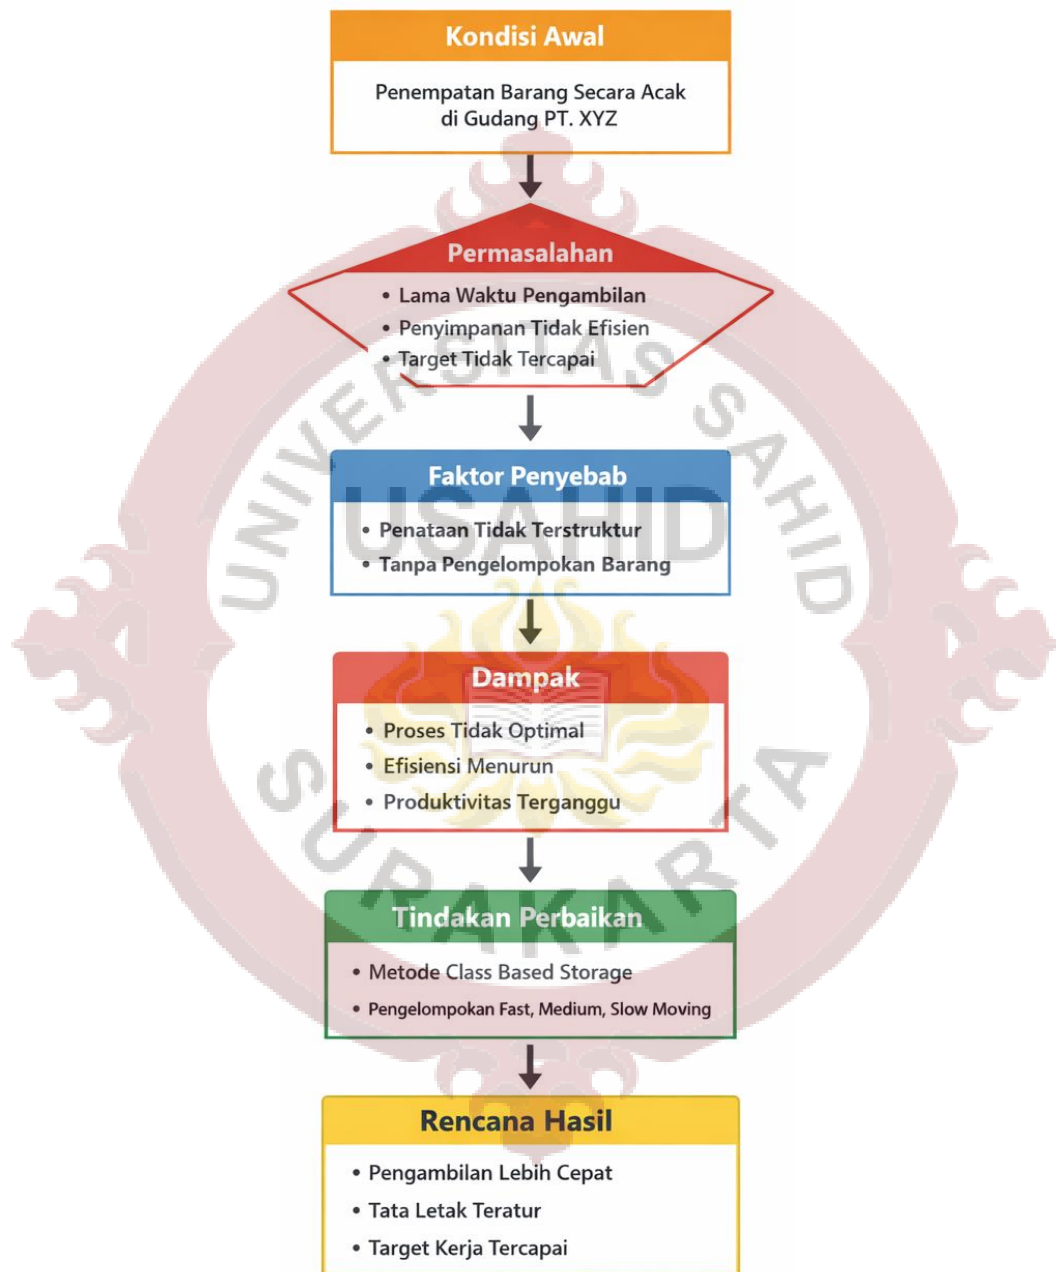 Kondisi Awal
Penempatan Barang Secara Acak
di Gudang PT. XYZ
Permasalahan
• Lama Waktu Pengambilan
• Penyimpanan Tidak Efisien
• Target Tidak Tercapai
UNIVERSITAS SAHID
Faktor Penyebab
USAHID
• Penataan Tidak Terstruktur
• Tanpa Pengelompokan Barang
Dampak
• Proses Tidak Optimal
• Efisiensi Menurun
• Produktivitas Terganggu
SURAKARTA
Tindakan Perbaikan
• Metode Class Based Storage
• Pengelompokan Fast, Medium, Slow Moving
Rencana Hasil
• Pengambilan Lebih Cepat
• Tata Letak Teratur
• Target Kerja Tercapai